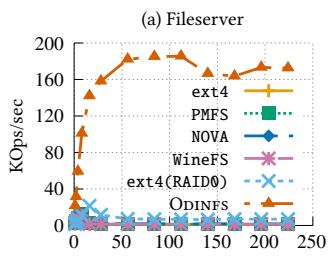 (a) Fileserver
KOps/sec
200
160
120
80
40
0
ext4
PMFS
NOVA
WineFS
ext4(RAID0)
ODINFS
0 50 100 150 200 250